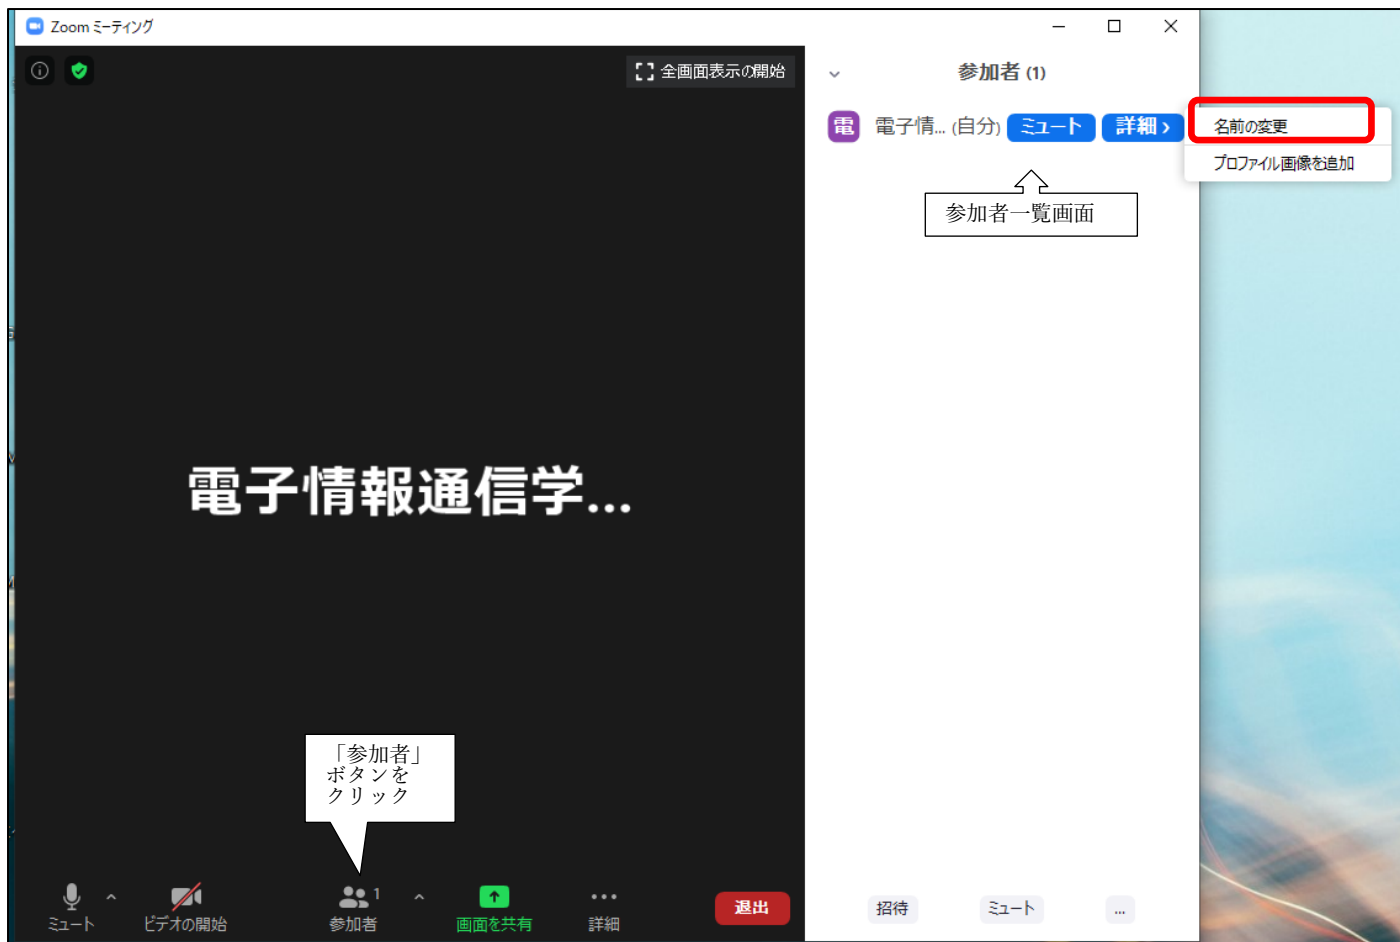 Zoom ミーティング
全画面表示の開始
参加者 (1)
電 電子情... (自分) ミュート 詳細 ›
名前の変更
プロファイル画像を追加
参加者一覧画面
電子情報通信学...
「参加者」
ボタンを
クリック
1
ミュート
ビデオの開始
参加者
画面を共有
詳細
退出
招待
ミュート
...